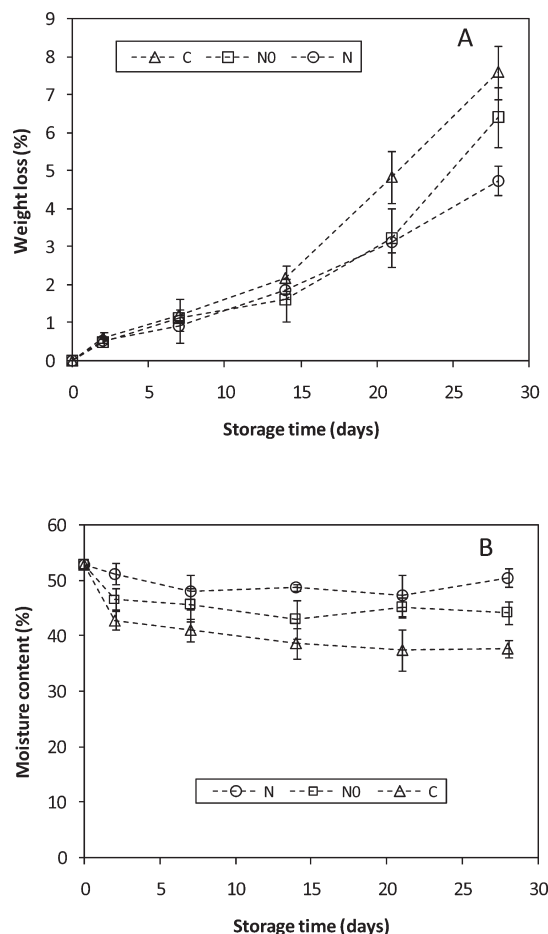 9
8
7
6
5
4
3
2
1
0
Weight loss (%)
A
C N0 N
0 5 10 15 20 25 30
Storage time (days)
60
50
40
30
20
10
0
Moisture content (%)
B
N N0 C
0 5 10 15 20 25 30
Storage time (days)